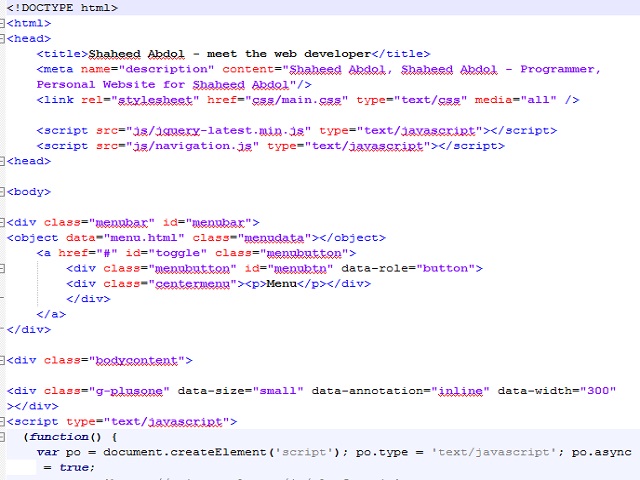 <!DOCTYPE html>
<html>
<head>
<title>Shaheed Abdol - meet the web developer</title>
<meta name="description" content="Shaheed Abdol, Shaheed Abdol - Programmer,
Personal Website for Shaheed Abdol"/>
<link rel="stylesheet" href="css/main.css" type="text/css" media="all" />
<script src="js/jquery-latest.min.js" type="text/javascript"></script>
<script src="js/navigation.js" type="text/javascript"></script>
<head>
<body>
<div class="menubar" id="menubar">
<object data="menu.html" class="menudata"></object>
<a href="#" id="toggle" class="menubutton">
<div class="menubutton" id="menubtn" data-role="button">
<div class="centermenu"><p>Menu</p></div>
</div>
</a>
</div>
<div class="bodycontent">
<div class="g-plusone" data-size="small" data-annotation="inline" data-width="300"
></div>
<script type="text/javascript">
(function() {
var po = document.createElement('script'); po.type = 'text/javascript'; po.async
= true;